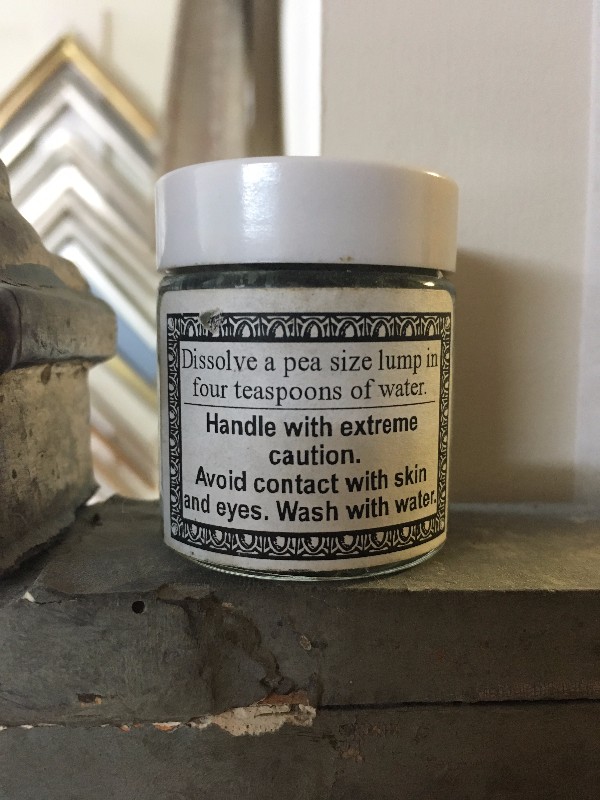 Dissolve a pea size lump in
four teaspoons of water.
Handle with extreme
caution.
Avoid contact with skin
and eyes. Wash with water.